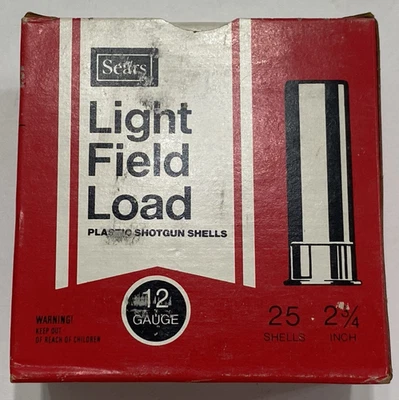 Sears
Light
Field
Load
PLASTIC SHOTGUN SHELLS
12
GAUGE
WARNING!
KEEP OUT
OF REACH OF CHILDREN
25 2¾
SHELLS INCH